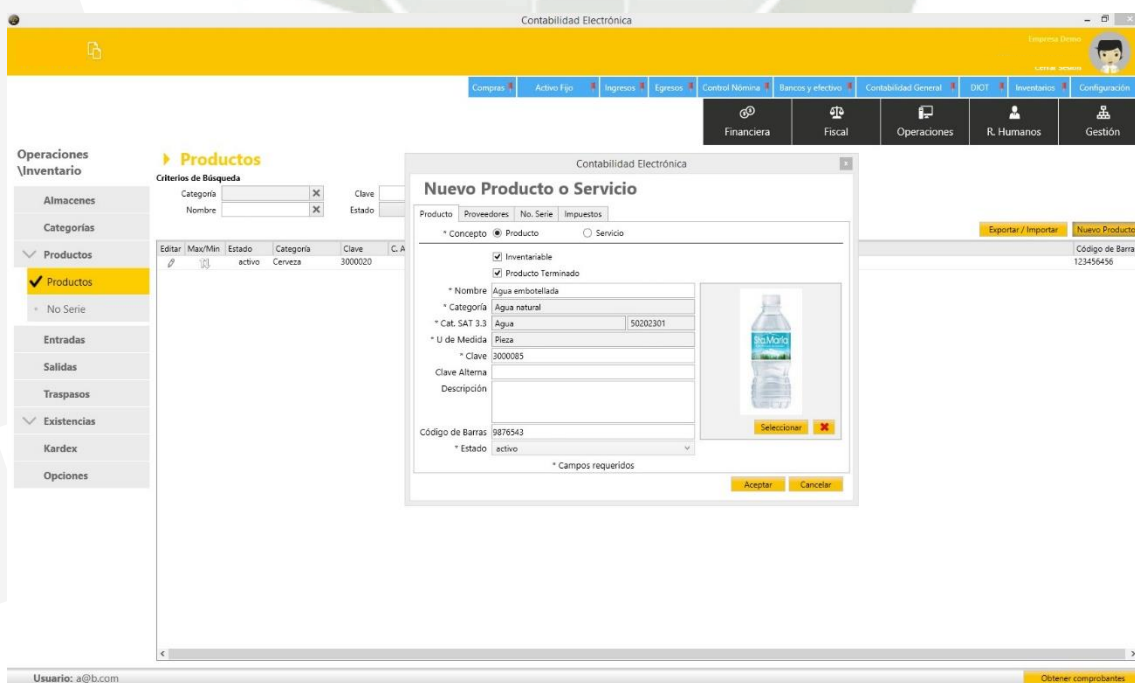 Contabilidad Electrónica
Empresa Demo
Compras
Activo Fijo
Ingresos
Egresos
Control Nómina
Bancos y efectivo
Contabilidad General
DIOT
Inventarios
Configuración
Financiera
Fiscal
Operaciones
R. Humanos
Gestión
Operaciones
\Inventario
Almacenes
Categorías
Productos
Productos
No Serie
Entradas
Salidas
Traspasos
Existencias
Kardex
Opciones
Productos
Criterios de Búsqueda
Categoría
Clave
Nombre
Estado
Exportar / Importar
Nuevo Producto
Editar Max/Min Estado Categoría Clave C. A
Código de Barra
activo Cerveza 3000020
123456456
Contabilidad Electrónica
Nuevo Producto o Servicio
Producto Proveedores No. Serie Impuestos
* Concepto Producto Servicio
Inventariable
Producto Terminado
* Nombre Agua embotellada
* Categoría Agua natural
* Cat. SAT 3.3 Agua 50202301
* U de Medida Pieza
* Clave 3000085
Clave Alterna
Descripción
Código de Barras 9876543
* Estado activo
Sta.María
Seleccionar
* Campos requeridos
Aceptar Cancelar
Usuario: a@b.com
Obtener comprobantes